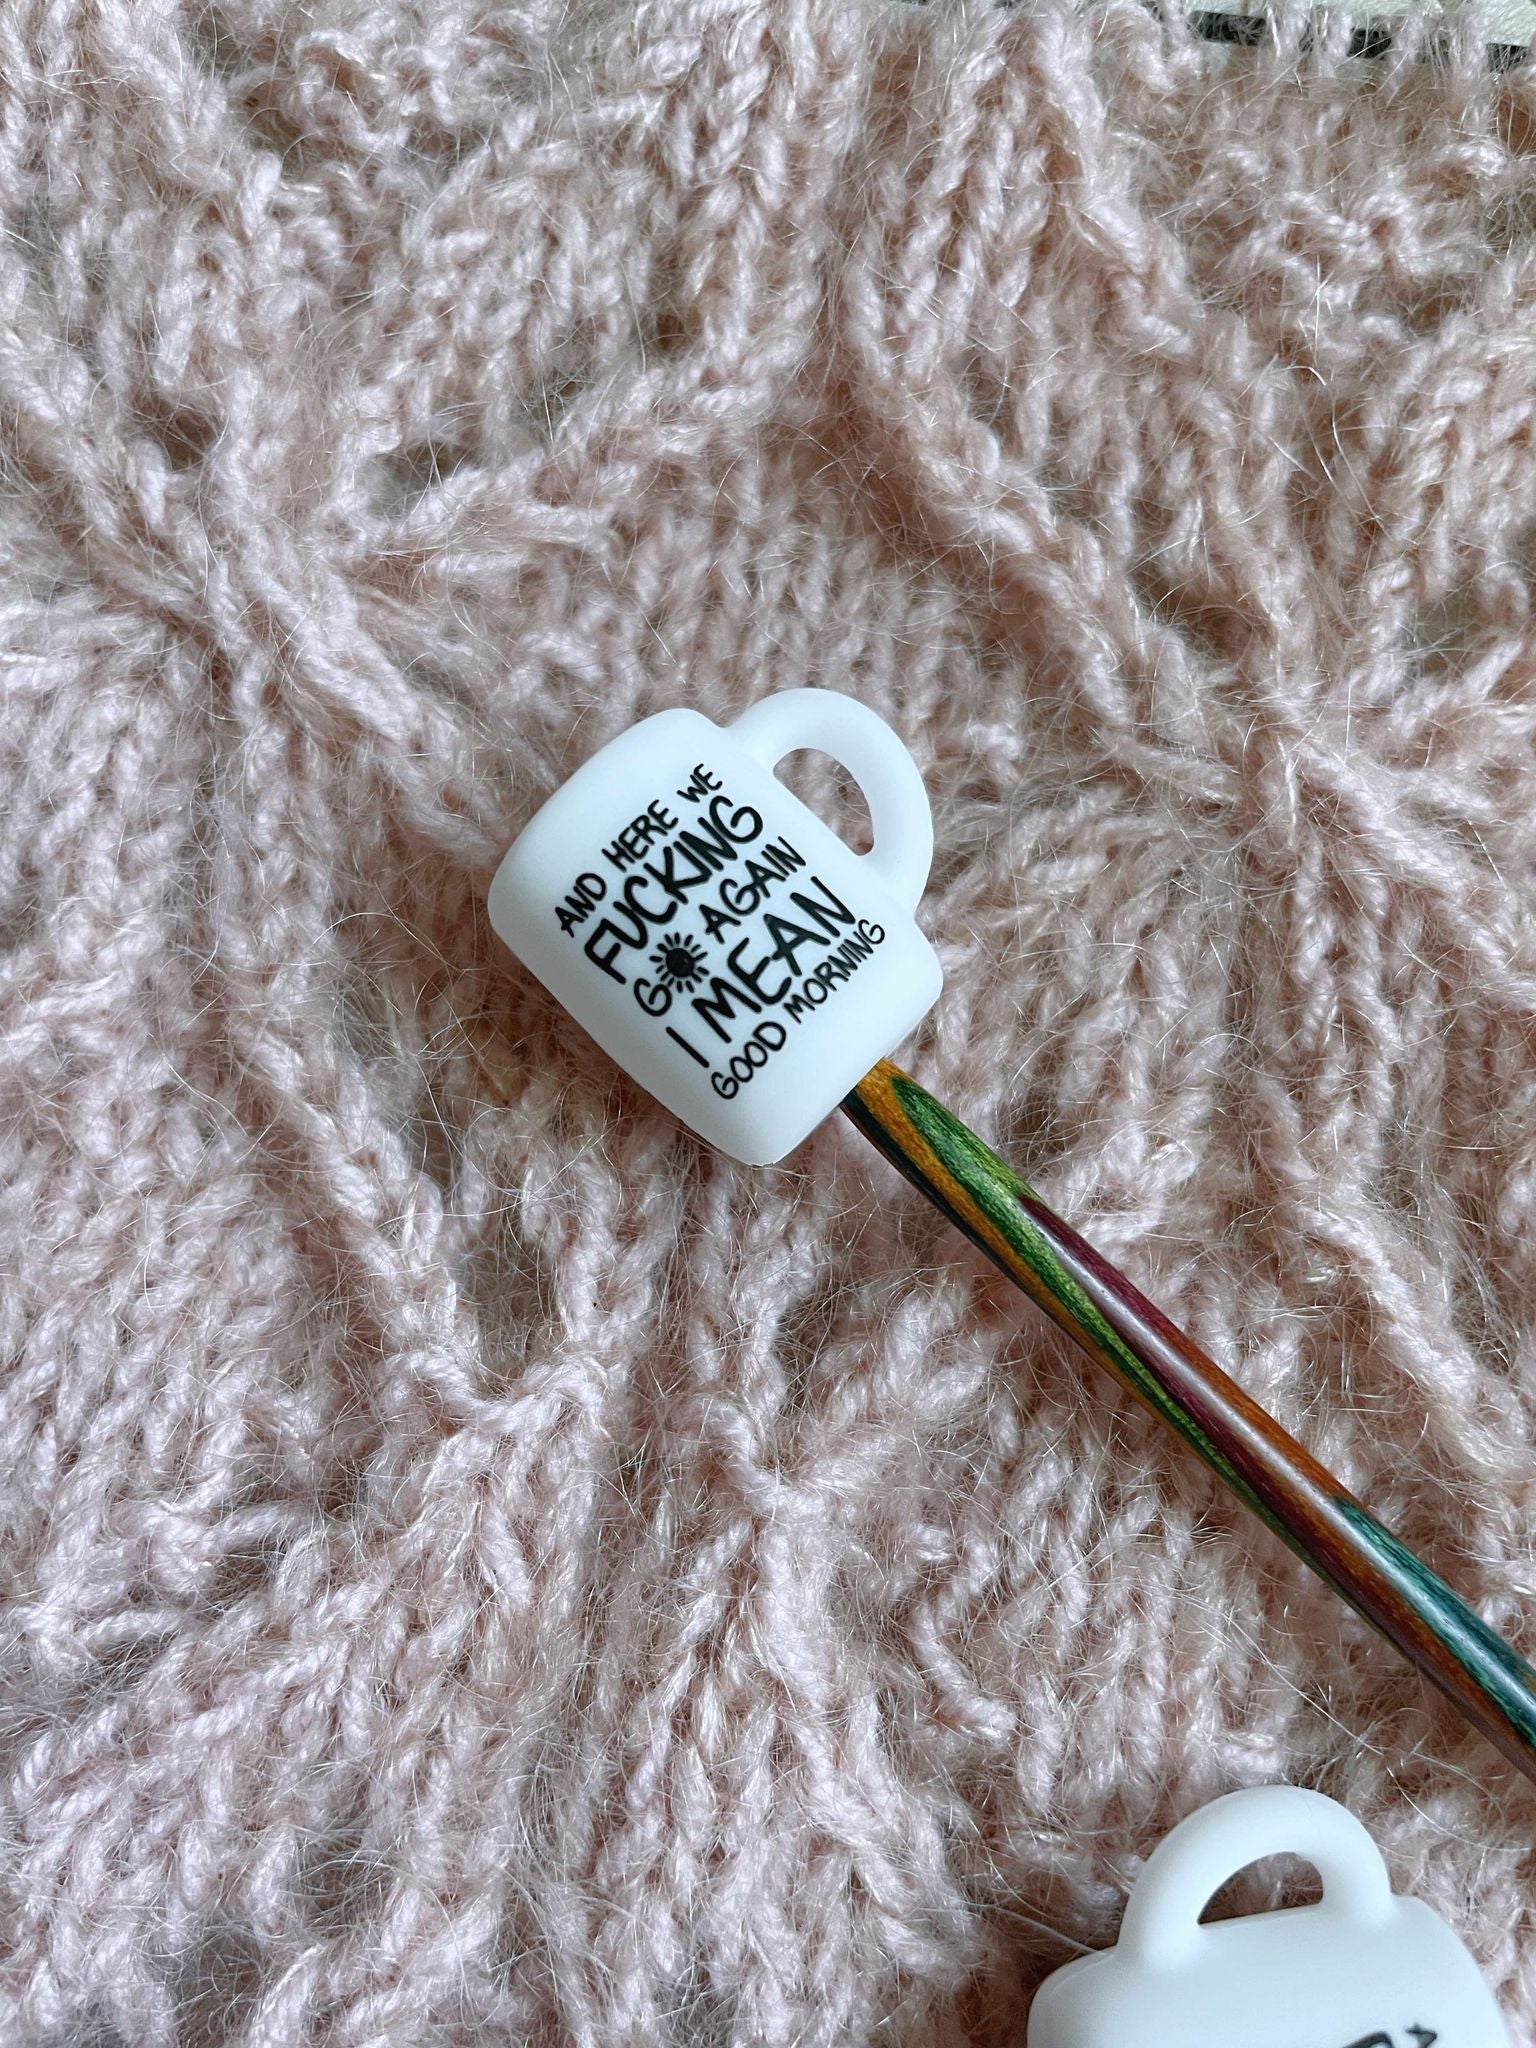 AND HERE WE
FUCKING
GO AGAIN
I MEAN
GOOD MORNING